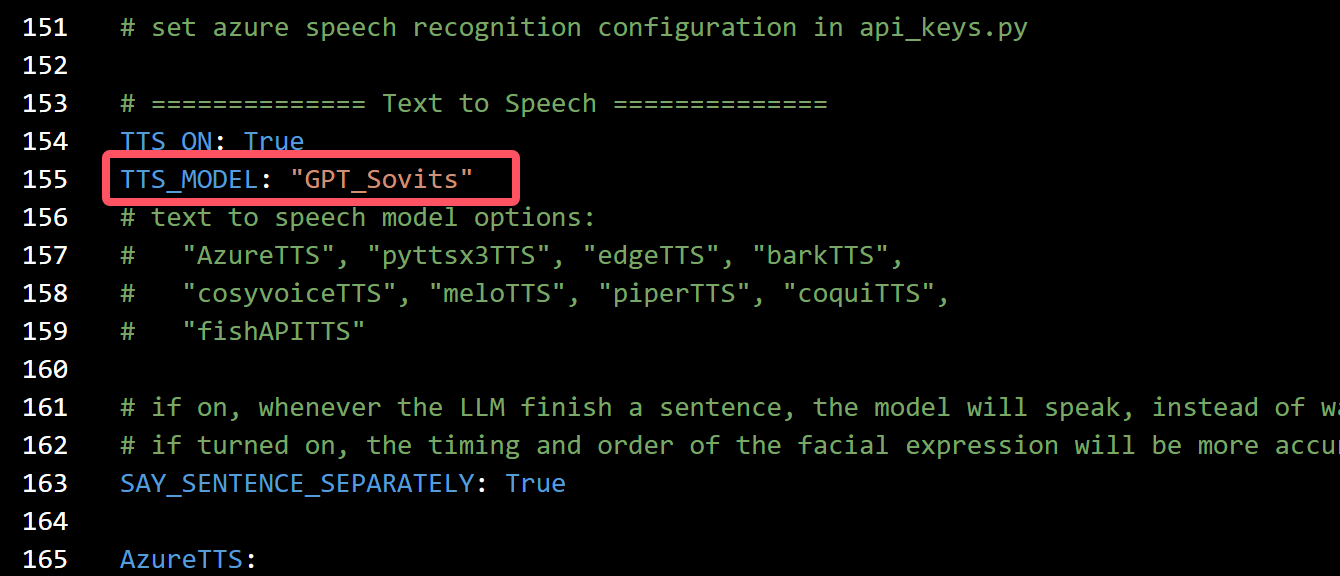 151 # set azure speech recognition configuration in api_keys.py
152
153 # ============== Text to Speech ==============
154 TTS_ON: True
155 TTS_MODEL: "GPT_Sovits"
156 # text to speech model options:
157 #   "AzureTTS", "pyttsx3TTS", "edgeTTS", "barkTTS",
158 #   "cosyvoiceTTS", "meloTTS", "piperTTS", "coquiTTS",
159 #   "fishAPITTS"
160
161 # if on, whenever the LLM finish a sentence, the model will speak, instead of
162 # if turned on, the timing and order of the facial expression will be more
163 SAY_SENTENCE_SEPARATELY: True
164
165 AzureTTS: